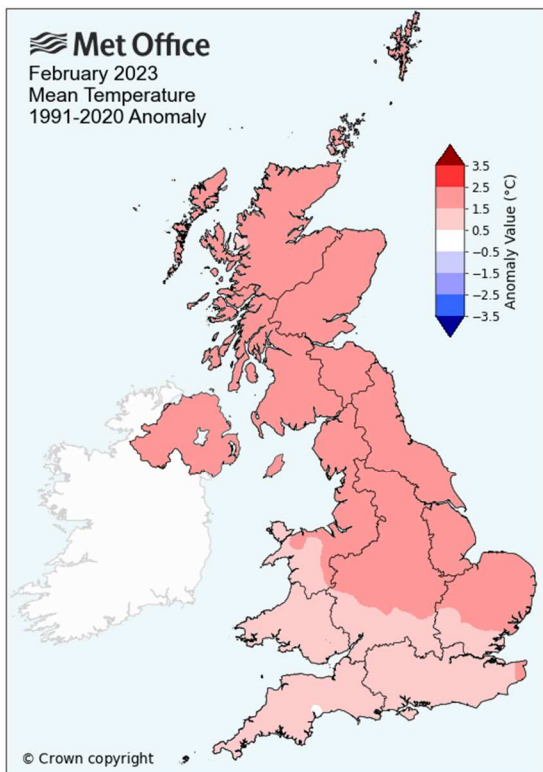 Met Office
February 2023
Mean Temperature
1991-2020 Anomaly
3.5
2.5
1.5
0.5
−0.5
−1.5
−2.5
−3.5
Anomaly Value (°C)
© Crown copyright